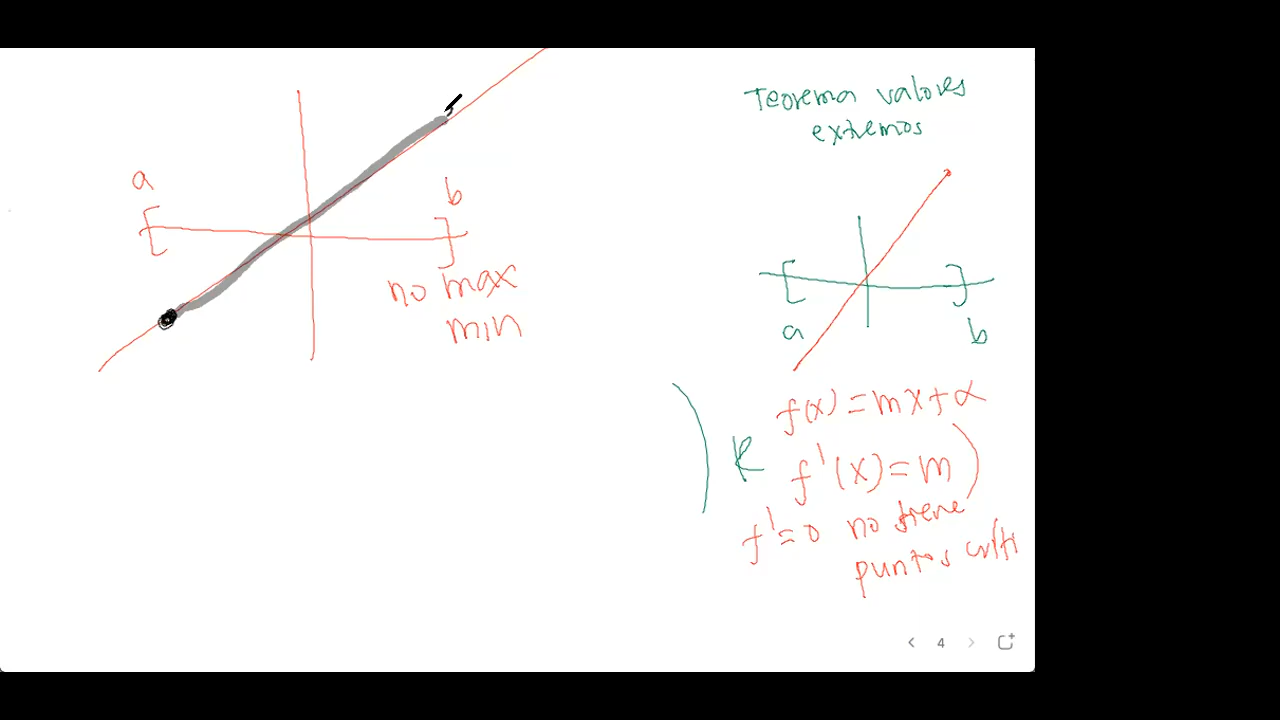 a
b
no max
min
Teorema valores
extremos
a
b
f(x) = mx + α
f'(x) = m
f' = 0 no tiene
puntos criti
4